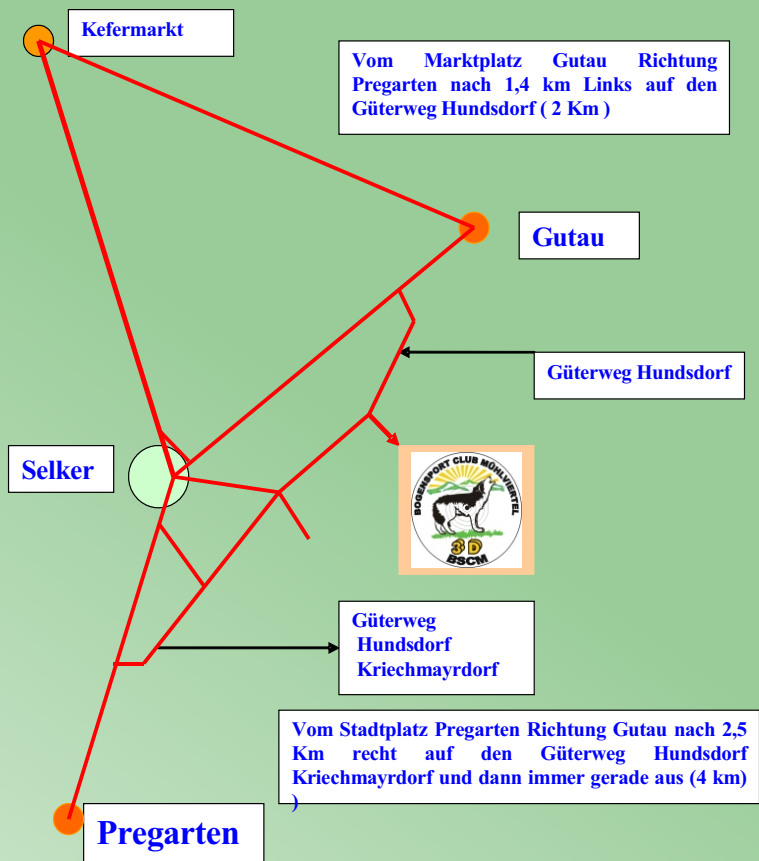 Kefermarkt
Vom Marktplatz Gutau Richtung
Pregarten nach 1,4 km Links auf den
Güterweg Hundsdorf ( 2 Km )
Gutau
Güterweg Hundsdorf
Selker
BOGENSPORT CLUB MÜHLVIERTEL
3D
BSCM
Güterweg
Hundsdorf
Kriechmayrdorf
Vom Stadtplatz Pregarten Richtung Gutau nach 2,5
Km recht auf den Güterweg Hundsdorf
Kriechmayrdorf und dann immer gerade aus (4 km)
)
Pregarten